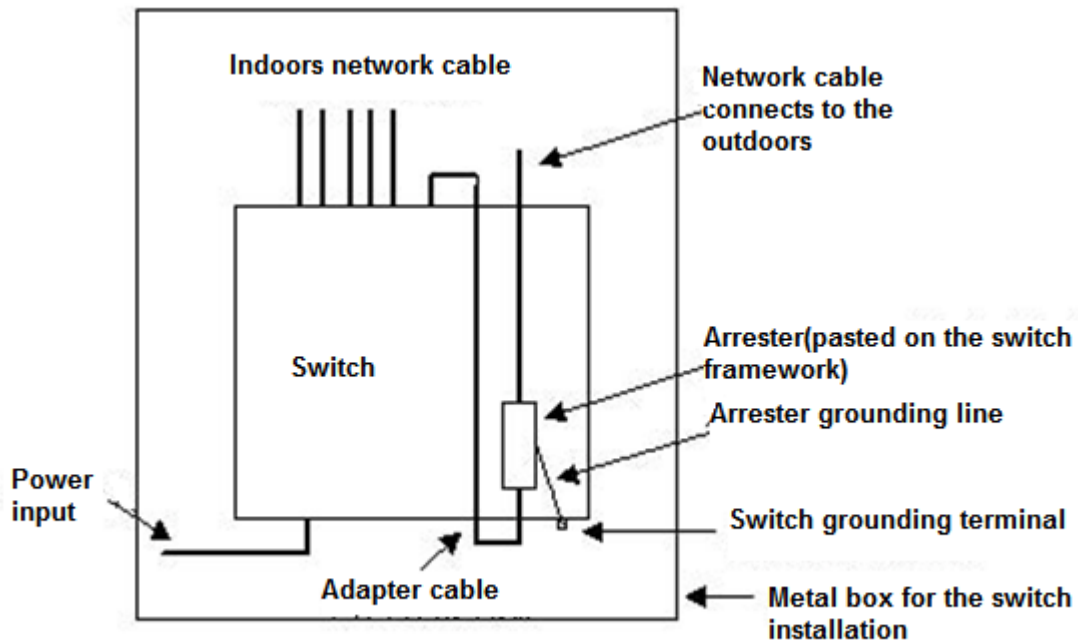 Indoors network cable
Network cable
connects to the
outdoors
Switch
Arrester(pasted on the switch
framework)
Arrester grounding line
Power
input
Switch grounding terminal
Adapter cable
Metal box for the switch
installation